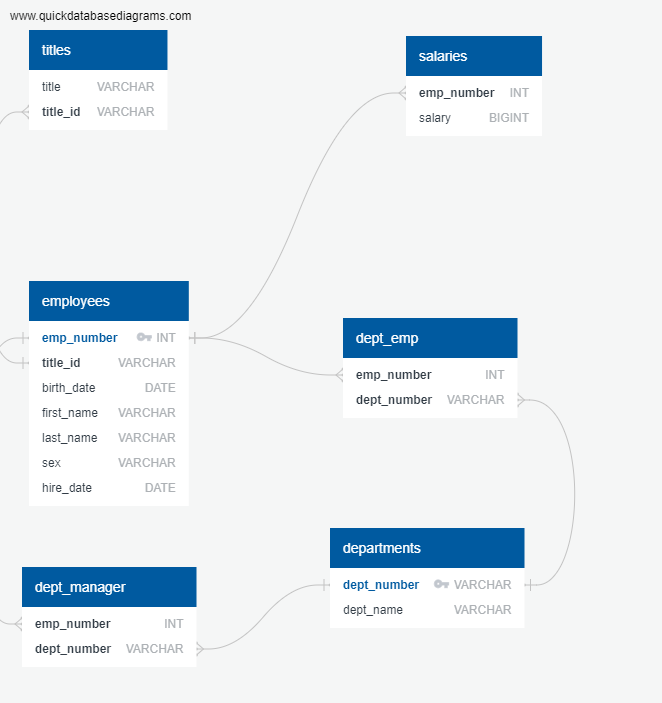 www.quickdatabasediagrams.com
titles
title VARCHAR
title_id VARCHAR
salaries
emp_number INT
salary BIGINT
employees
emp_number INT
title_id VARCHAR
birth_date DATE
first_name VARCHAR
last_name VARCHAR
sex VARCHAR
hire_date DATE
dept_emp
emp_number INT
dept_number VARCHAR
departments
dept_number VARCHAR
dept_name VARCHAR
dept_manager
emp_number INT
dept_number VARCHAR